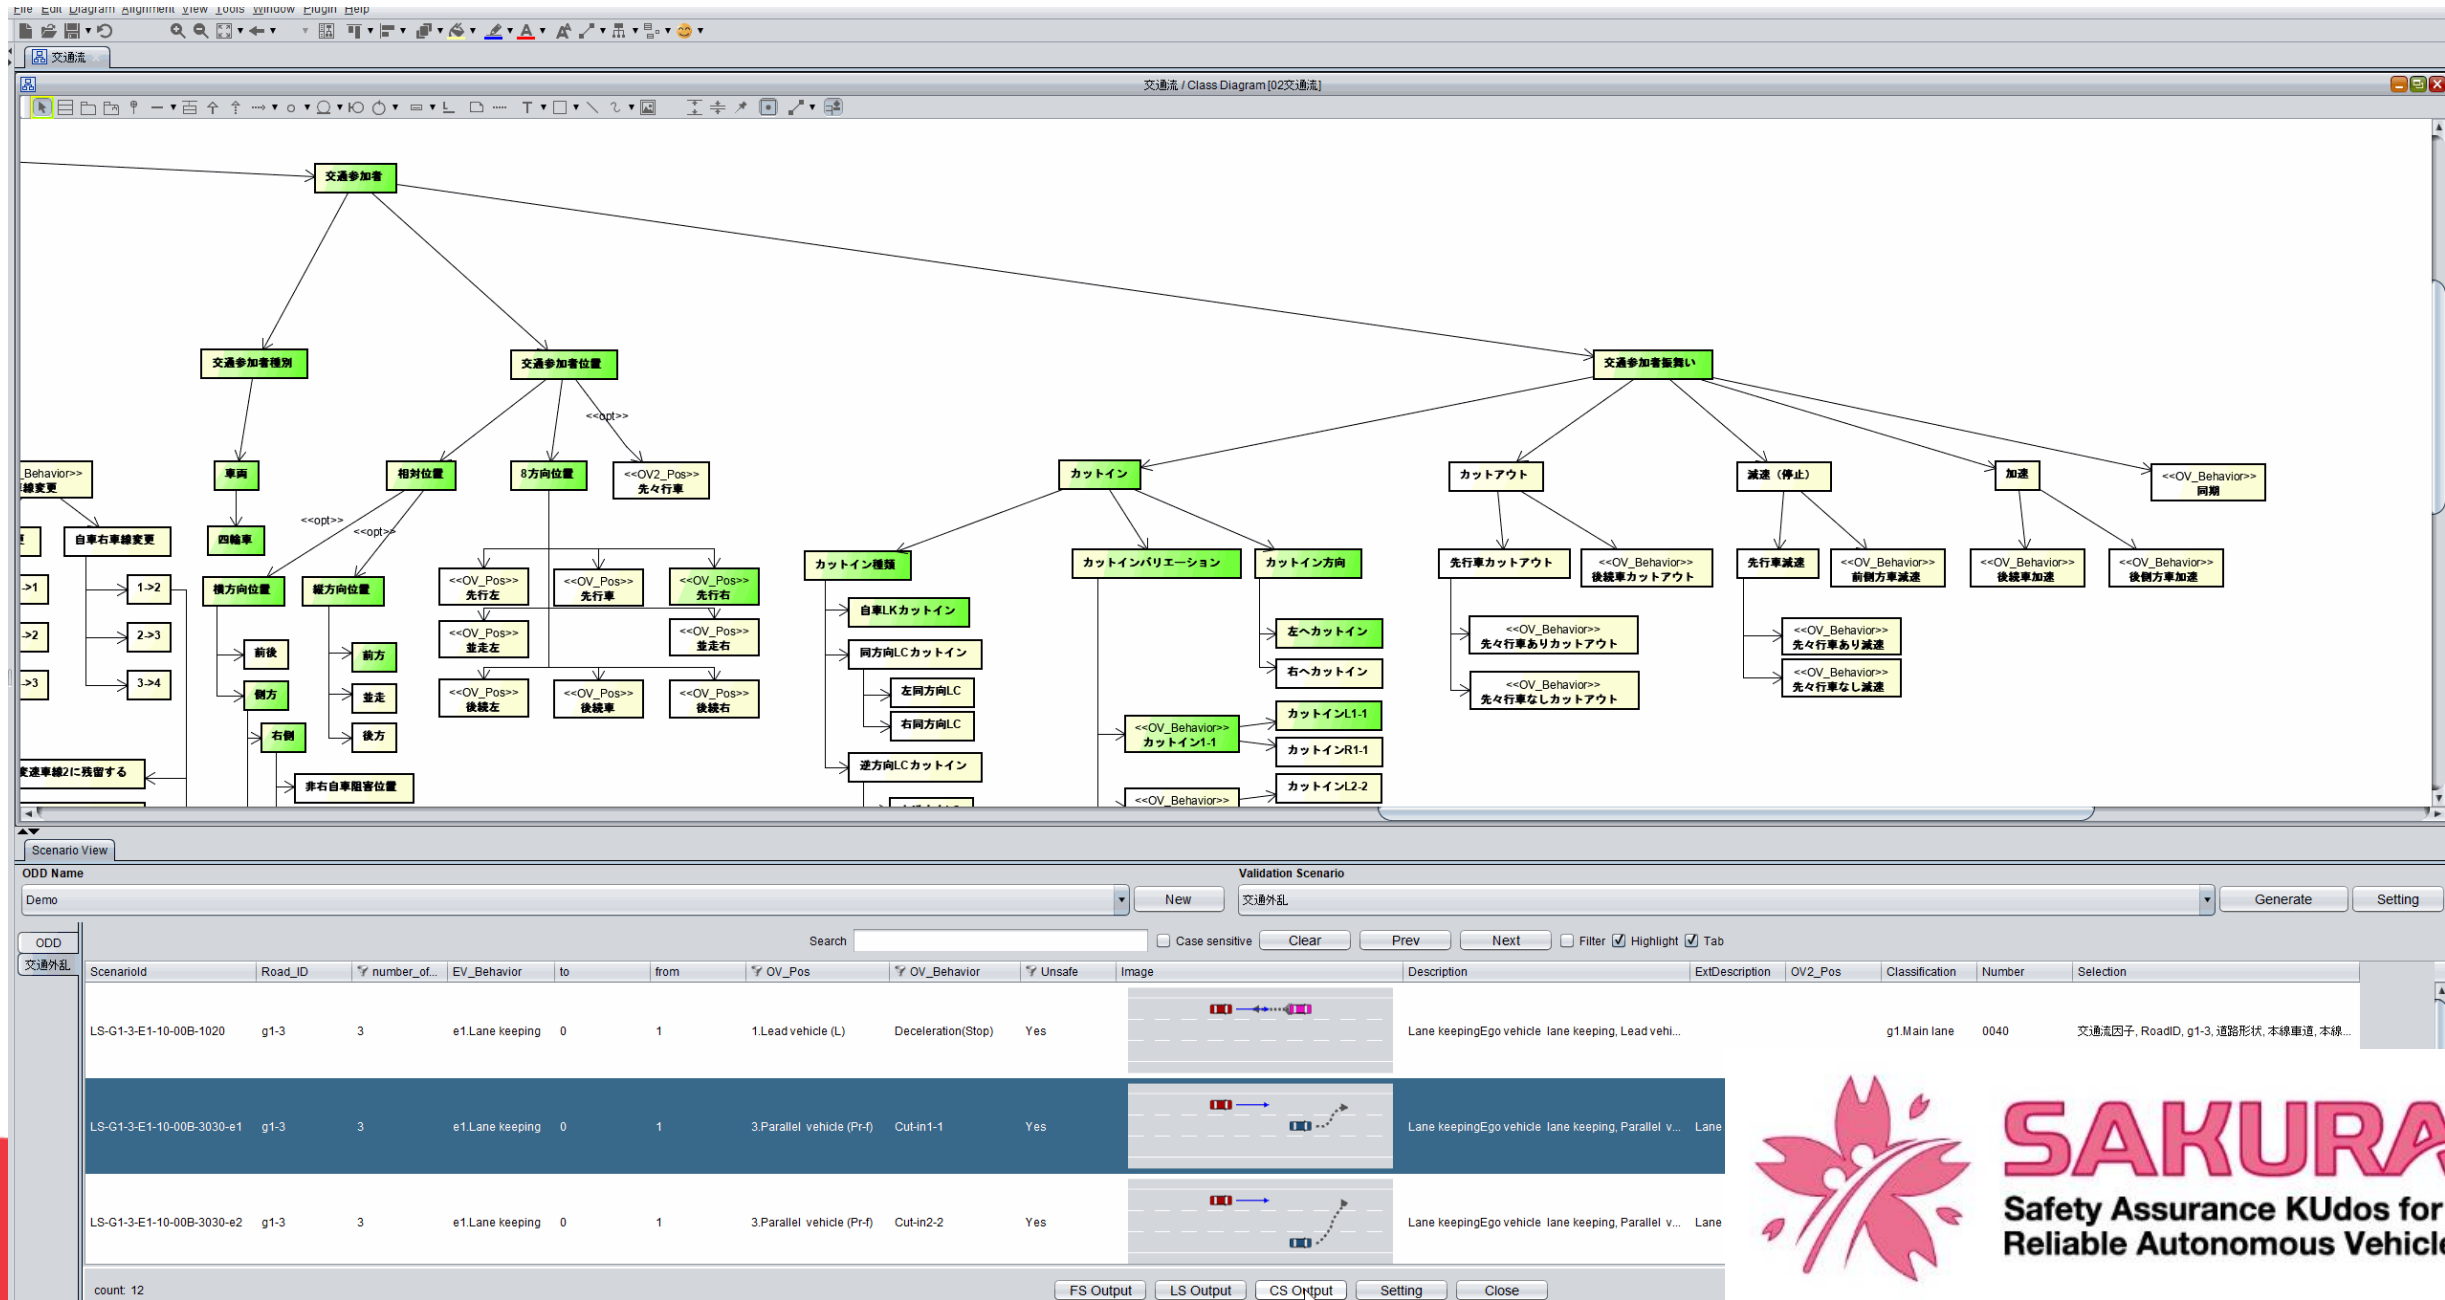 File Edit Diagram Alignment View Tools Window Plugin Help
交通流
交通流 / Class Diagram [02交通流]
交通参加者
交通参加者種別
交通参加者位置
交通参加者振舞い
<<opt>>
_Behavior>>
線変更
車両
相対位置
8方向位置
<<OV2_Pos>>
先々行車
カットイン
カットアウト
減速（停止）
加速
<<OV_Behavior>>
同期
<<opt>>
<<opt>>
自車右車線変更
四輪車
カットイン種類
カットインバリエーション
カットイン方向
先行車カットアウト
<<OV_Behavior>>
後続車カットアウト
先行車減速
<<OV_Behavior>>
前側方車減速
<<OV_Behavior>>
後続車加速
<<OV_Behavior>>
後側方車加速
->1
1->2
横方向位置
縦方向位置
<<OV_Pos>>
先行左
<<OV_Pos>>
先行車
<<OV_Pos>>
先行右
自車LKカットイン
->2
2->3
前後
前方
<<OV_Pos>>
並走左
<<OV_Pos>>
並走右
同方向LCカットイン
左へカットイン
右へカットイン
<<OV_Behavior>>
先々行車ありカットアウト
<<OV_Behavior>>
先々行車あり減速
->3
3->4
側方
並走
<<OV_Pos>>
後続左
<<OV_Pos>>
後続車
<<OV_Pos>>
後続右
左同方向LC
右同方向LC
<<OV_Behavior>>
先々行車なしカットアウト
<<OV_Behavior>>
先々行車なし減速
右側
後方
<<OV_Behavior>>
カットイン1-1
カットインL1-1
カットインR1-1
変速車線2に残留する
非右自車阻害位置
逆方向LCカットイン
<<OV_Behavior>>
カットインL2-2
Scenario View
ODD Name
Validation Scenario
Demo
New
交通外乱
Generate
Setting
ODD
交通外乱
Search
Case sensitive
Clear
Prev
Next
Filter
Highlight
Tab
ScenarioId Road_ID number_of... EV_Behavior to from OV_Pos OV_Behavior Unsafe Image Description ExtDescription OV2_Pos Classification Number Selection
LS-G1-3-E1-10-00B-1020 g1-3 3 e1.Lane keeping 0 1 1.Lead vehicle (L) Deceleration(Stop) Yes Lane keepingEgo vehicle lane keeping, Lead vehi... g1.Main lane 0040 交通流因子, RoadID, g1-3, 道路形状, 本線車道, 本線...
LS-G1-3-E1-10-00B-3030-e1 g1-3 3 e1.Lane keeping 0 1 3.Parallel vehicle (Pr-f) Cut-in1-1 Yes Lane keepingEgo vehicle lane keeping, Parallel v... Lane
LS-G1-3-E1-10-00B-3030-e2 g1-3 3 e1.Lane keeping 0 1 3.Parallel vehicle (Pr-f) Cut-in2-2 Yes Lane keepingEgo vehicle lane keeping, Parallel v... Lane
SAKURA
Safety Assurance KUdos for
Reliable Autonomous Vehicle
count: 12
FS Output
LS Output
CS Output
Setting
Close